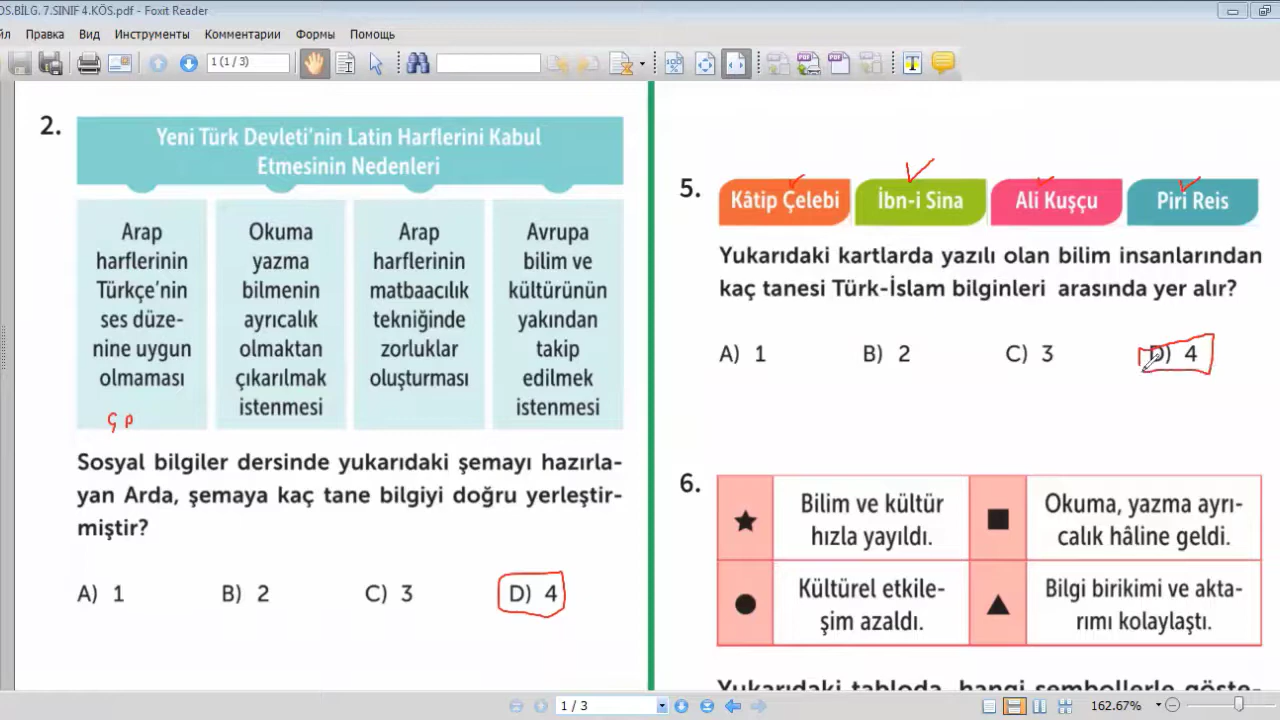 OS.BİLG. 7.SINIF 4.KÖS.pdf - Foxit Reader
йл Правка Вид Инструменты Комментарии Формы Помощь
1 (1 / 3)
2.
Yeni Türk Devleti’nin Latin Harflerini Kabul
Etmesinin Nedenleri
Arap
harflerinin
Türkçe’nin
ses düze-
nine uygun
olmaması
Okuma
yazma
bilmenin
ayrıcalık
olmaktan
çıkarılmak
istenmesi
Arap
harflerinin
matbaacılık
tekniğinde
zorluklar
oluşturması
Avrupa
bilim ve
kültürünün
yakından
takip
edilmek
istenmesi
Sosyal bilgiler dersinde yukarıdaki şemayı hazırla-
yan Arda, şemaya kaç tane bilgiyi doğru yerleştir-
miştir?
A) 1 B) 2 C) 3 D) 4
5.
Kâtip Çelebi İbn-i Sina Ali Kuşçu Piri Reis
Yukarıdaki kartlarda yazılı olan bilim insanlarından
kaç tanesi Türk-İslam bilginleri arasında yer alır?
A) 1 B) 2 C) 3 D) 4
6.
Bilim ve kültür
hızla yayıldı.
Okuma, yazma ayrı-
calık hâline geldi.
Kültürel etkile-
şim azaldı.
Bilgi birikimi ve akta-
rımı kolaylaştı.
Yukarıdaki tabloda, hangi sembollerle göste-
1 / 3
162.67%